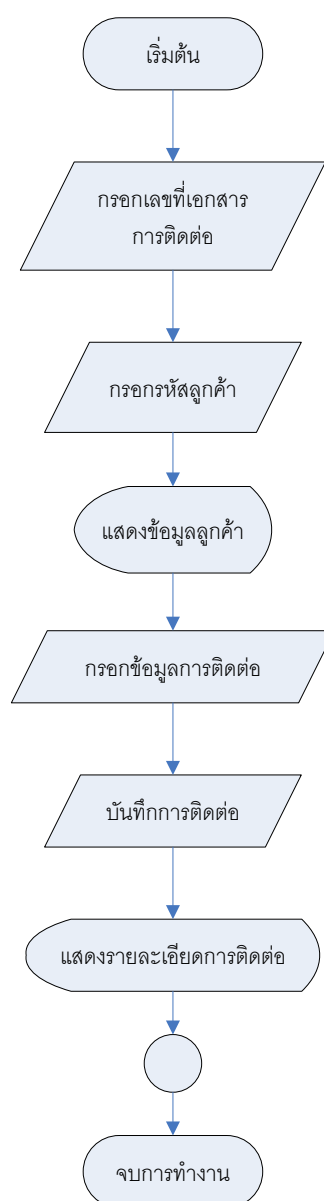 เริ่มต้น
กรอกเลขที่เอกสาร
การติดต่อ
กรอกรหัสลูกค้า
แสดงข้อมูลลูกค้า
กรอกข้อมูลการติดต่อ
บันทึกการติดต่อ
แสดงรายละเอียดการติดต่อ
จบการทำงาน